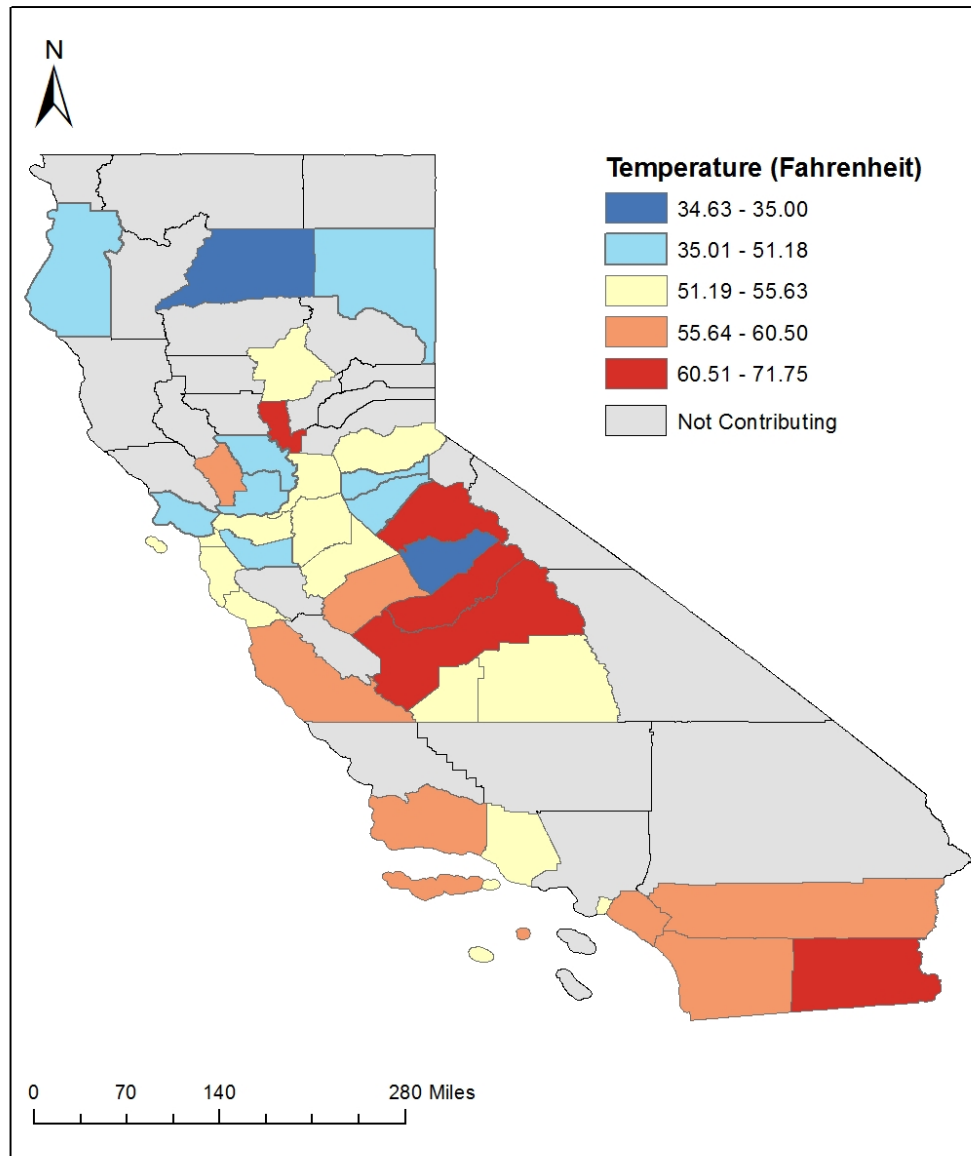 N
Temperature (Fahrenheit)
34.63 - 35.00
35.01 - 51.18
51.19 - 55.63
55.64 - 60.50
60.51 - 71.75
Not Contributing
0 70 140 280 Miles